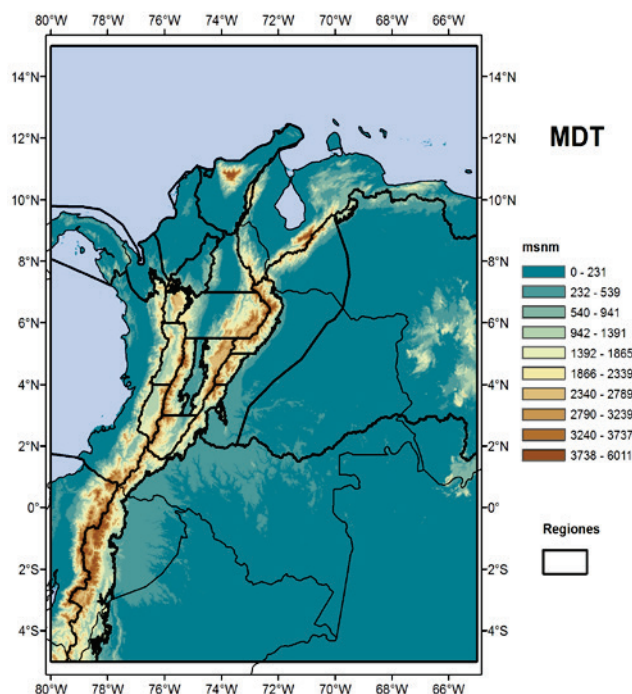 80°W 78°W 76°W 74°W 72°W 70°W 68°W 66°W
14°N 14°N
12°N 12°N
10°N 10°N
8°N 8°N
6°N 6°N
4°N 4°N
2°N 2°N
0° 0°
2°S 2°S
4°S 4°S
80°W 78°W 76°W 74°W 72°W 70°W 68°W 66°W
MDT
msnm
0 - 231
232 - 539
540 - 941
942 - 1391
1392 - 1865
1866 - 2339
2340 - 2789
2790 - 3239
3240 - 3737
3738 - 6011
Regiones